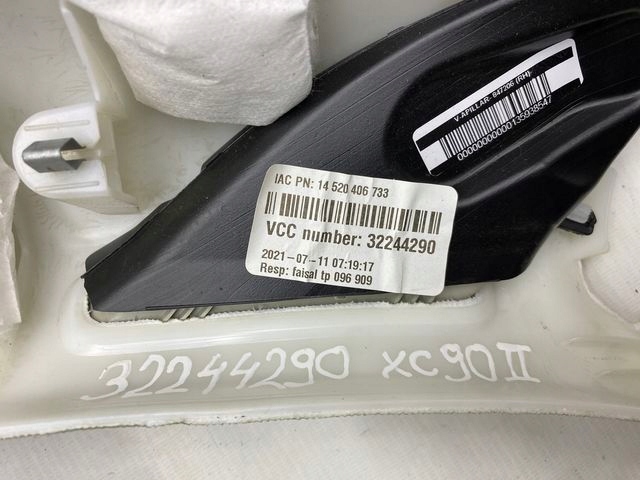 V-APILLAR- 847206 (RH)
00000000000135938547
IAC PN: 14 520 406 733
VCC number: 32244290
2021-07-11 07:19:17
Resp: faisal tp 096 909
32244290 XC90 II